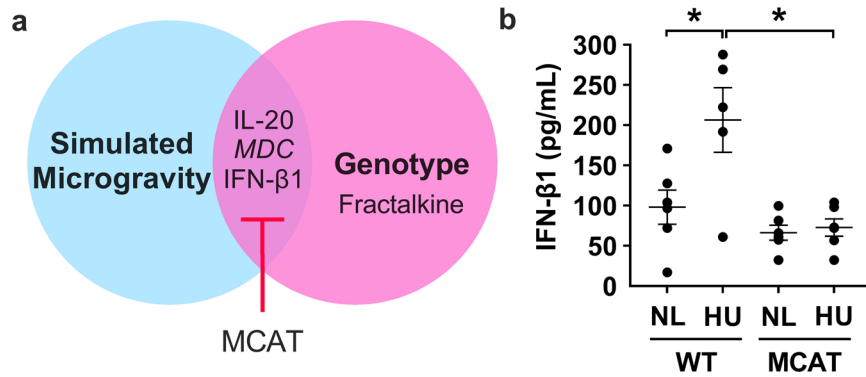 a
Simulated
Microgravity
IL-20
MDC
IFN-β1
Genotype
Fractalkine
MCAT
b
* *
IFN-β1 (pg/mL)
300
250
200
150
100
50
0
NL HU NL HU
WT MCAT